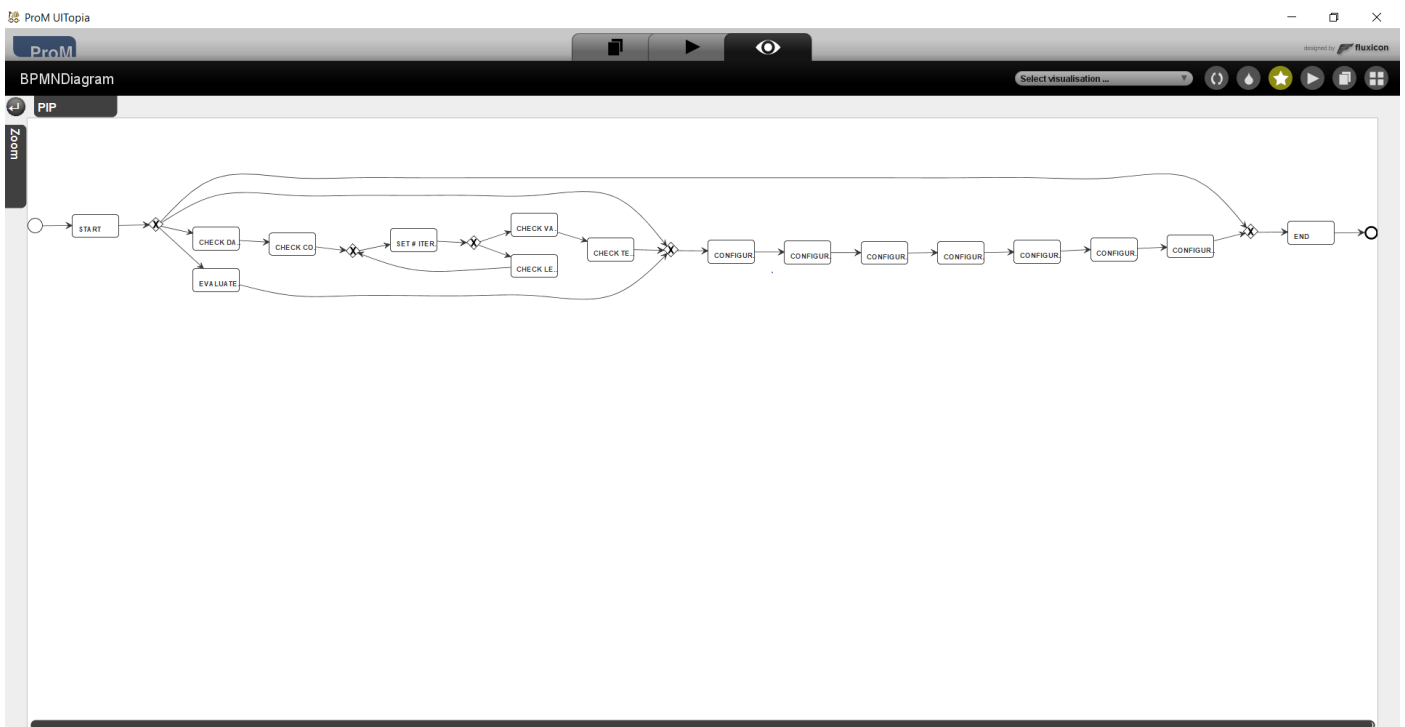 ProM UITopia
ProM
designed by fluxicon
BPMNDiagram
Select visualisation ...
PIP
Zoom
START
CHECK DA..
CHECK CO..
SET # ITER..
CHECK VA..
CHECK LE..
CHECK TE..
EVALUATE..
CONFIGUR..
CONFIGUR..
CONFIGUR..
CONFIGUR..
CONFIGUR..
CONFIGUR..
CONFIGUR..
END
X
X
X
X
X